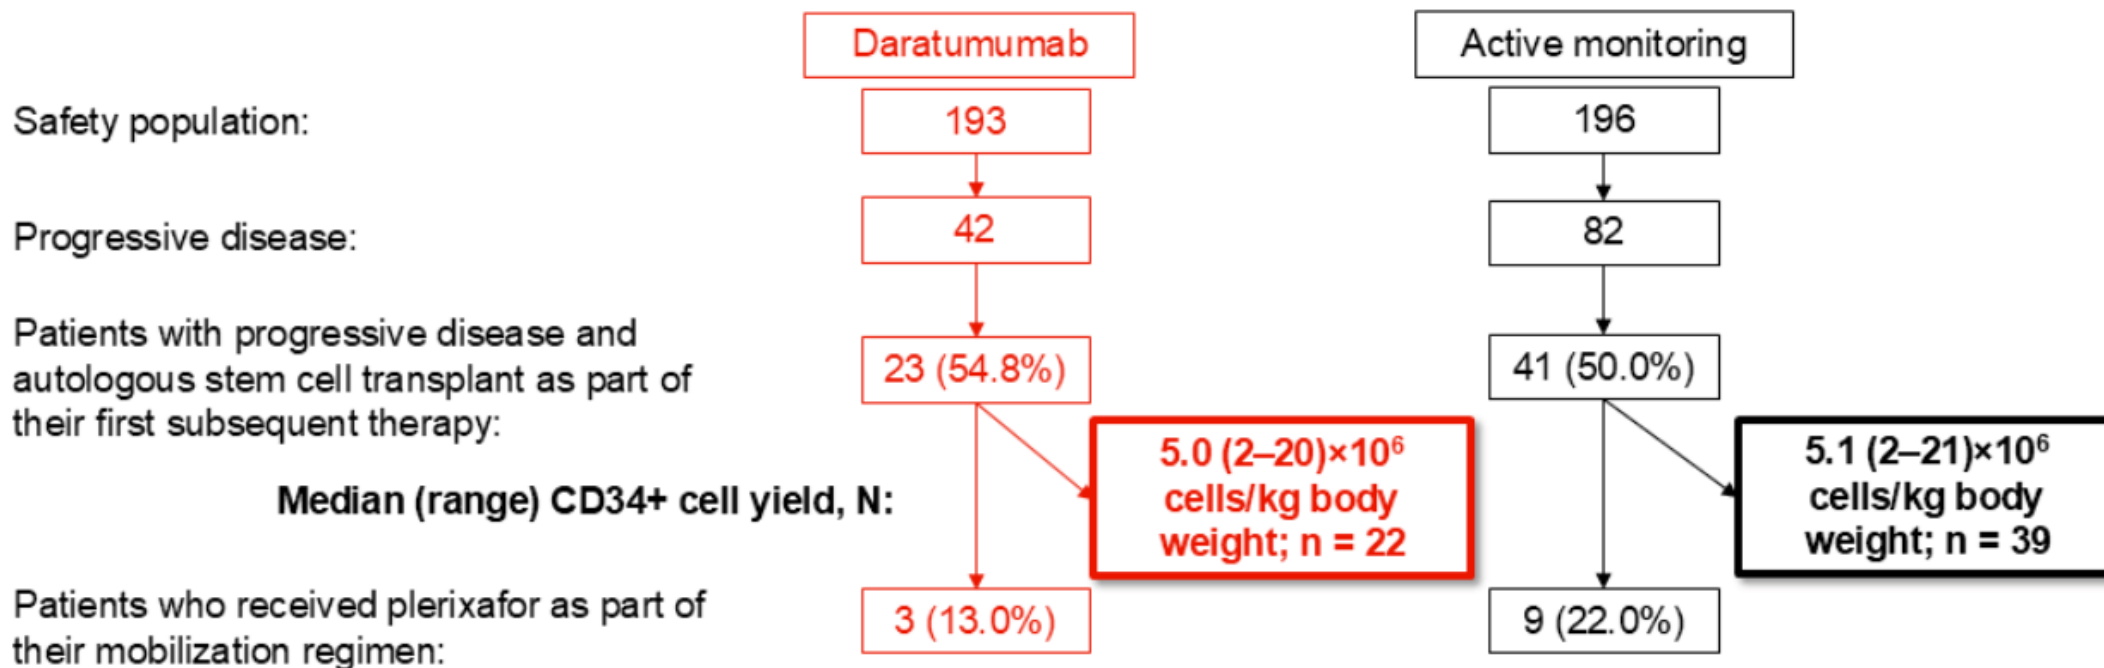 Daratumumab
Active monitoring
Safety population:
193
196
Progressive disease:
42
82
Patients with progressive disease and
autologous stem cell transplant as part of
their first subsequent therapy:
23 (54.8%)
41 (50.0%)
Median (range) CD34+ cell yield, N:
5.0 (2–20)×10⁶
cells/kg body
weight; n = 22
5.1 (2–21)×10⁶
cells/kg body
weight; n = 39
Patients who received plerixafor as part of
their mobilization regimen:
3 (13.0%)
9 (22.0%)